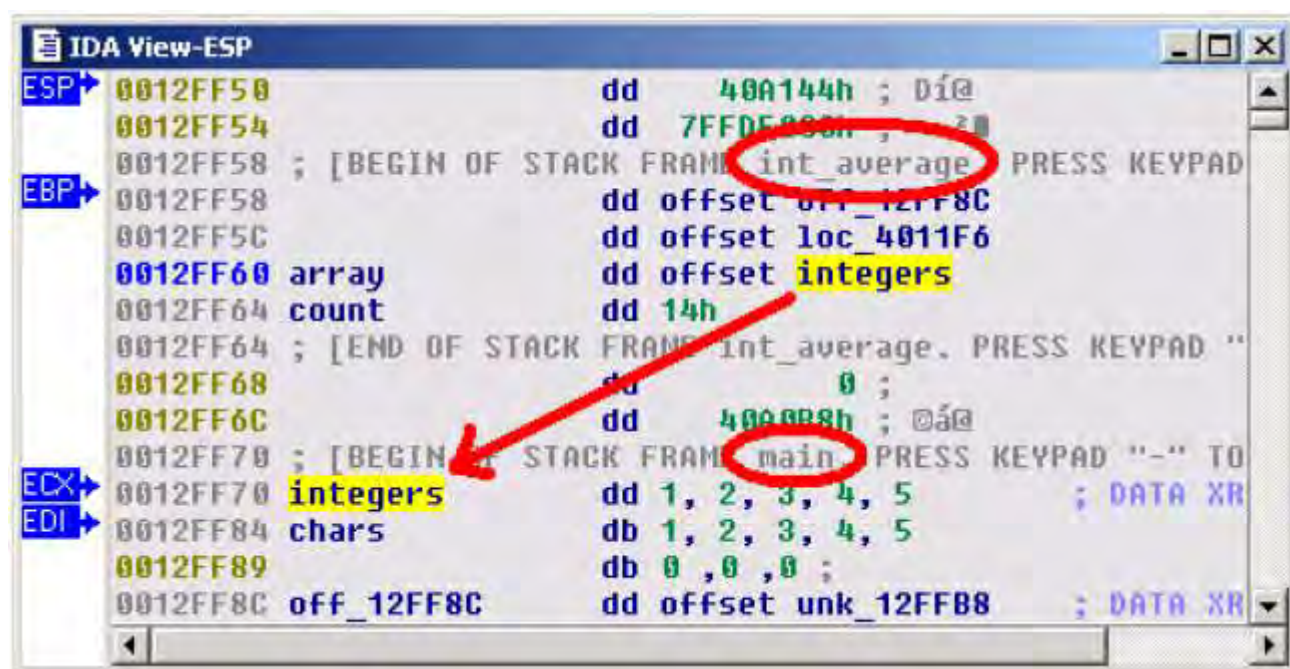 IDA View-ESP
ESP 0012FF50 dd 40A144h ; Dí@
0012FF54 dd ;
0012FF58 ; [BEGIN OF STACK FRAME int_average. PRESS KEYPAD
EBP 0012FF58 dd offset off_12FF8C
0012FF5C dd offset loc_4011F6
0012FF60 array dd offset integers
0012FF64 count dd 14h
0012FF64 ; [END OF STACK FRAME int_average. PRESS KEYPAD "
0012FF68 dd 0 ;
0012FF6C dd 40A0B8h ; ©á@
0012FF70 ; [BEGIN OF STACK FRAME main. PRESS KEYPAD "-" TO
ECX 0012FF70 integers dd 1, 2, 3, 4, 5 ; DATA XR
EDI 0012FF84 chars db 1, 2, 3, 4, 5
0012FF89 db 0 ,0 ,0 ;
0012FF8C off_12FF8C dd offset unk_12FFB8 ; DATA XR